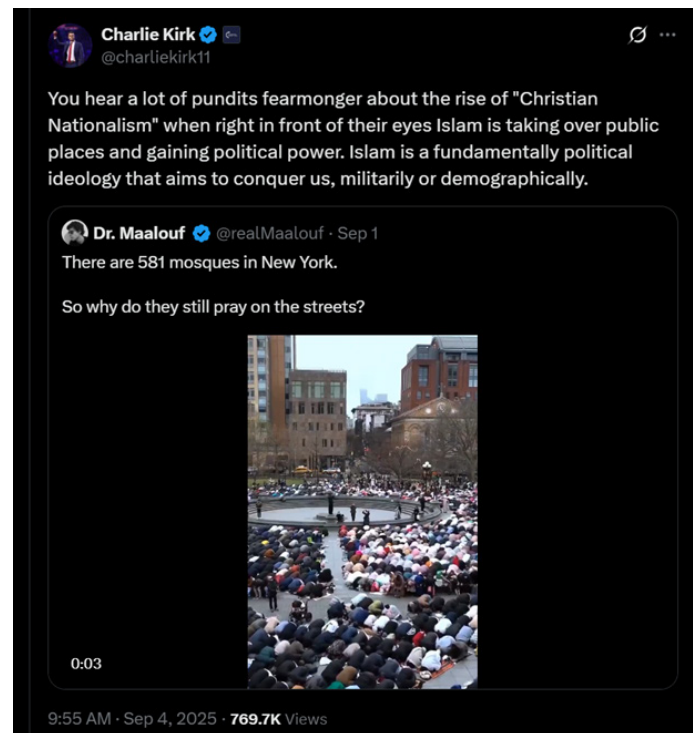 Charlie Kirk
@charliekirk11
You hear a lot of pundits fearmonger about the rise of "Christian
Nationalism" when right in front of their eyes Islam is taking over public
places and gaining political power. Islam is a fundamentally political
ideology that aims to conquer us, militarily or demographically.
Dr. Maalouf @realMaalouf · Sep 1
There are 581 mosques in New York.
So why do they still pray on the streets?
0:03
9:55 AM · Sep 4, 2025 · 769.7K Views